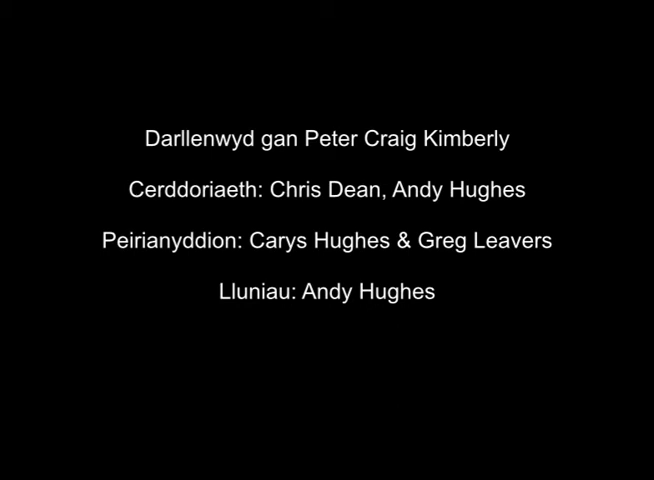 Darllenwyd gan Peter Craig Kimberly
Cerddoriaeth: Chris Dean, Andy Hughes
Peirianyddion: Carys Hughes & Greg Leavers
Lluniau: Andy Hughes